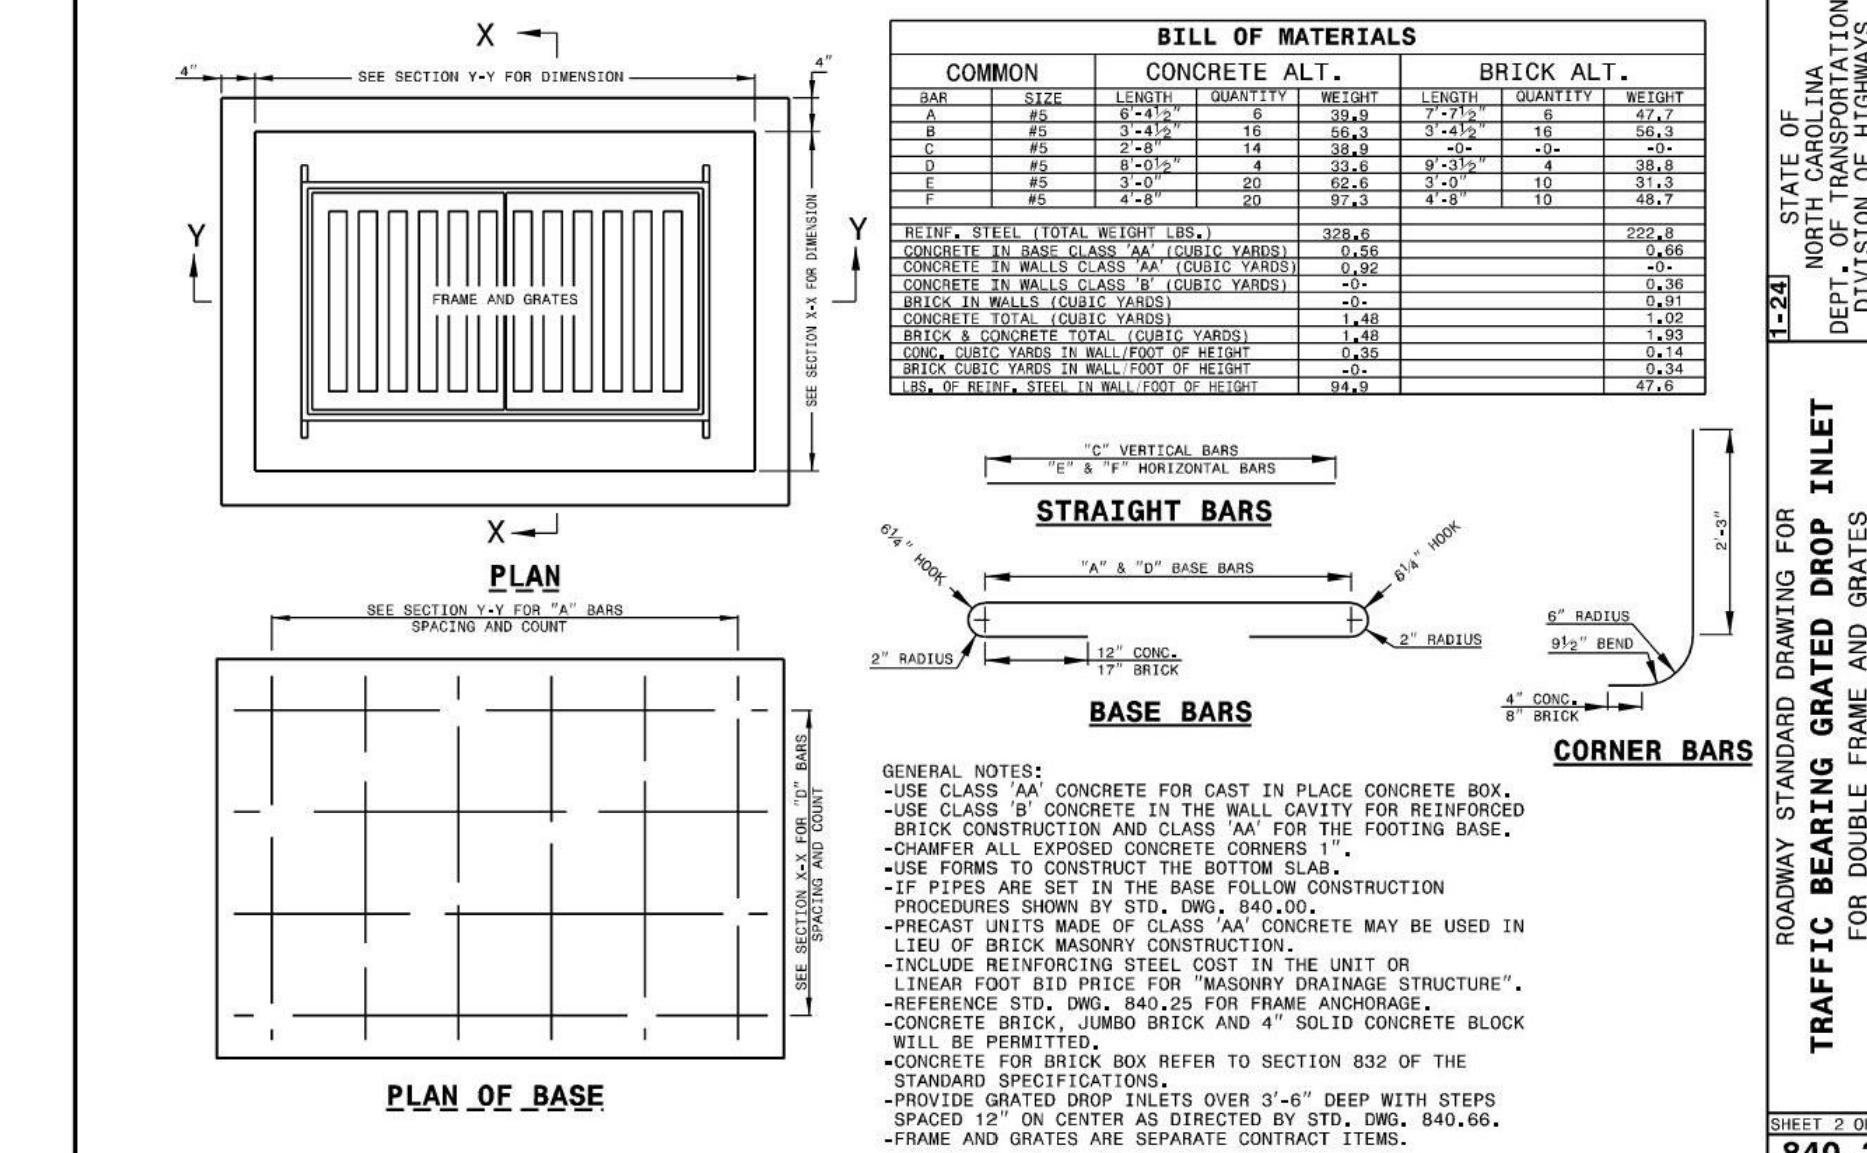 X
4"
SEE SECTION Y-Y FOR DIMENSION
4"
SEE SECTION X-X FOR DIMENSION
Y
Y
FRAME AND GRATES
X
PLAN
SEE SECTION Y-Y FOR "A" BARS
SPACING AND COUNT
SEE SECTION X-X FOR "D" BARS
SPACING AND COUNT
PLAN OF BASE
BILL OF MATERIALS
COMMON CONCRETE ALT. BRICK ALT.
BAR SIZE LENGTH QUANTITY WEIGHT LENGTH QUANTITY WEIGHT
A #5 6'-4½" 6 39.9 7'-7½" 6 47.7
B #5 3'-4½" 16 56.3 3'-4½" 16 56.3
C #5 2'-8" 14 38.9 -0- -0- -0-
D #5 8'-0½" 4 33.6 9'-3½" 4 38.8
E #5 3'-0" 20 62.6 3'-0" 10 31.3
F #5 4'-8" 20 97.3 4'-8" 10 48.7
REINF. STEEL (TOTAL WEIGHT LBS.) 328.6 222.8
CONCRETE IN BASE CLASS 'AA' (CUBIC YARDS) 0.56 0.66
CONCRETE IN WALLS CLASS 'AA' (CUBIC YARDS) 0.92 -0-
CONCRETE IN WALLS CLASS 'B' (CUBIC YARDS) -0- 0.36
BRICK IN WALLS (CUBIC YARDS) -0- 0.91
CONCRETE TOTAL (CUBIC YARDS) 1.48 1.02
BRICK & CONCRETE TOTAL (CUBIC YARDS) 1.48 1.93
CONC. CUBIC YARDS IN WALL/FOOT OF HEIGHT 0.35 0.14
BRICK CUBIC YARDS IN WALL/FOOT OF HEIGHT -0- 0.34
LBS. OF REINF. STEEL IN WALL/FOOT OF HEIGHT 94.9 47.6
"C" VERTICAL BARS
"E" & "F" HORIZONTAL BARS
STRAIGHT BARS
6¼" HOOK
"A" & "D" BASE BARS
6¼" HOOK
2" RADIUS
12" CONC.
17" BRICK
2" RADIUS
BASE BARS
2'-3"
6" RADIUS
9½" BEND
4" CONC.
8" BRICK
CORNER BARS
GENERAL NOTES:
-USE CLASS 'AA' CONCRETE FOR CAST IN PLACE CONCRETE BOX.
-USE CLASS 'B' CONCRETE IN THE WALL CAVITY FOR REINFORCED
BRICK CONSTRUCTION AND CLASS 'AA' FOR THE FOOTING BASE.
-CHAMFER ALL EXPOSED CONCRETE CORNERS 1".
-USE FORMS TO CONSTRUCT THE BOTTOM SLAB.
-IF PIPES ARE SET IN THE BASE FOLLOW CONSTRUCTION
PROCEDURES SHOWN BY STD. DWG. 840.00.
-PRECAST UNITS MADE OF CLASS 'AA' CONCRETE MAY BE USED IN
LIEU OF BRICK MASONRY CONSTRUCTION.
-INCLUDE REINFORCING STEEL COST IN THE UNIT OR
LINEAR FOOT BID PRICE FOR "MASONRY DRAINAGE STRUCTURE".
-REFERENCE STD. DWG. 840.25 FOR FRAME ANCHORAGE.
-CONCRETE BRICK, JUMBO BRICK AND 4" SOLID CONCRETE BLOCK
WILL BE PERMITTED.
-CONCRETE FOR BRICK BOX REFER TO SECTION 832 OF THE
STANDARD SPECIFICATIONS.
-PROVIDE GRATED DROP INLETS OVER 3'-6" DEEP WITH STEPS
SPACED 12" ON CENTER AS DIRECTED BY STD. DWG. 840.66.
-FRAME AND GRATES ARE SEPARATE CONTRACT ITEMS.
1-24
STATE OF
NORTH CAROLINA
DEPT. OF TRANSPORTATION
DIVISION OF HIGHWAYS
ROADWAY STANDARD DRAWING FOR
TRAFFIC BEARING GRATED DROP INLET
FOR DOUBLE FRAME AND GRATES
SHEET 2